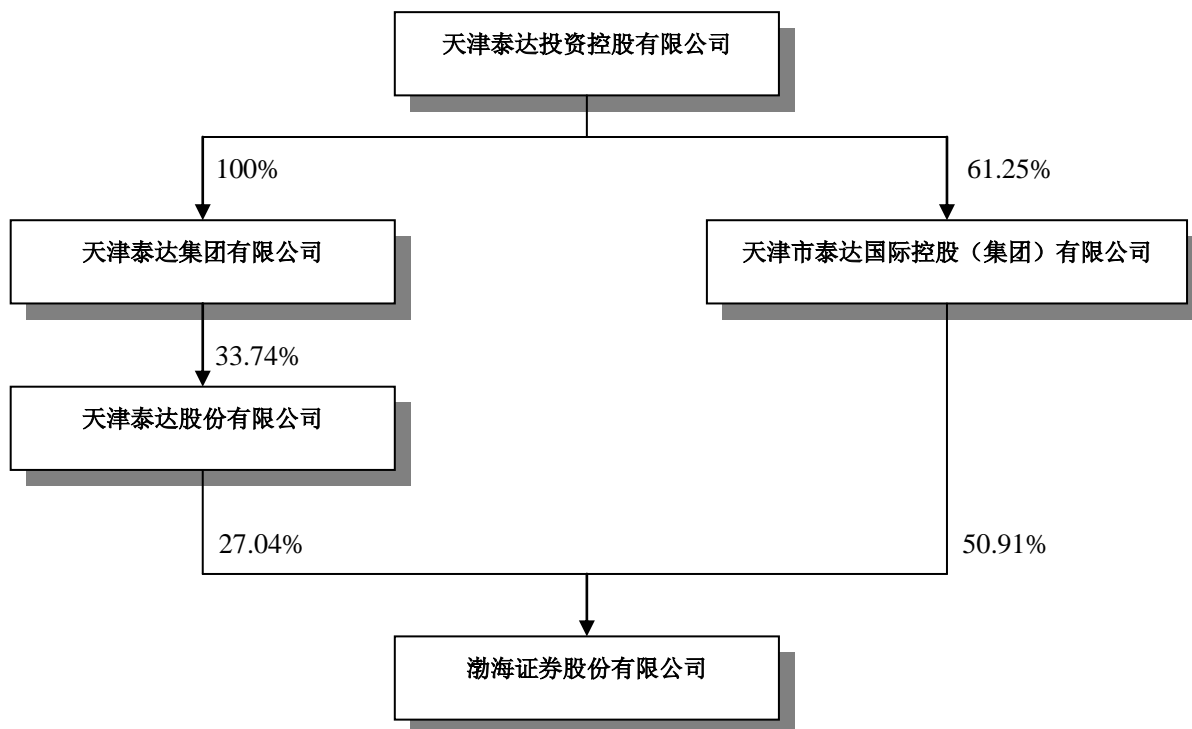 天津泰达投资控股有限公司
100%
61.25%
天津泰达集团有限公司
天津市泰达国际控股（集团）有限公司
33.74%
天津泰达股份有限公司
27.04%
50.91%
渤海证券股份有限公司